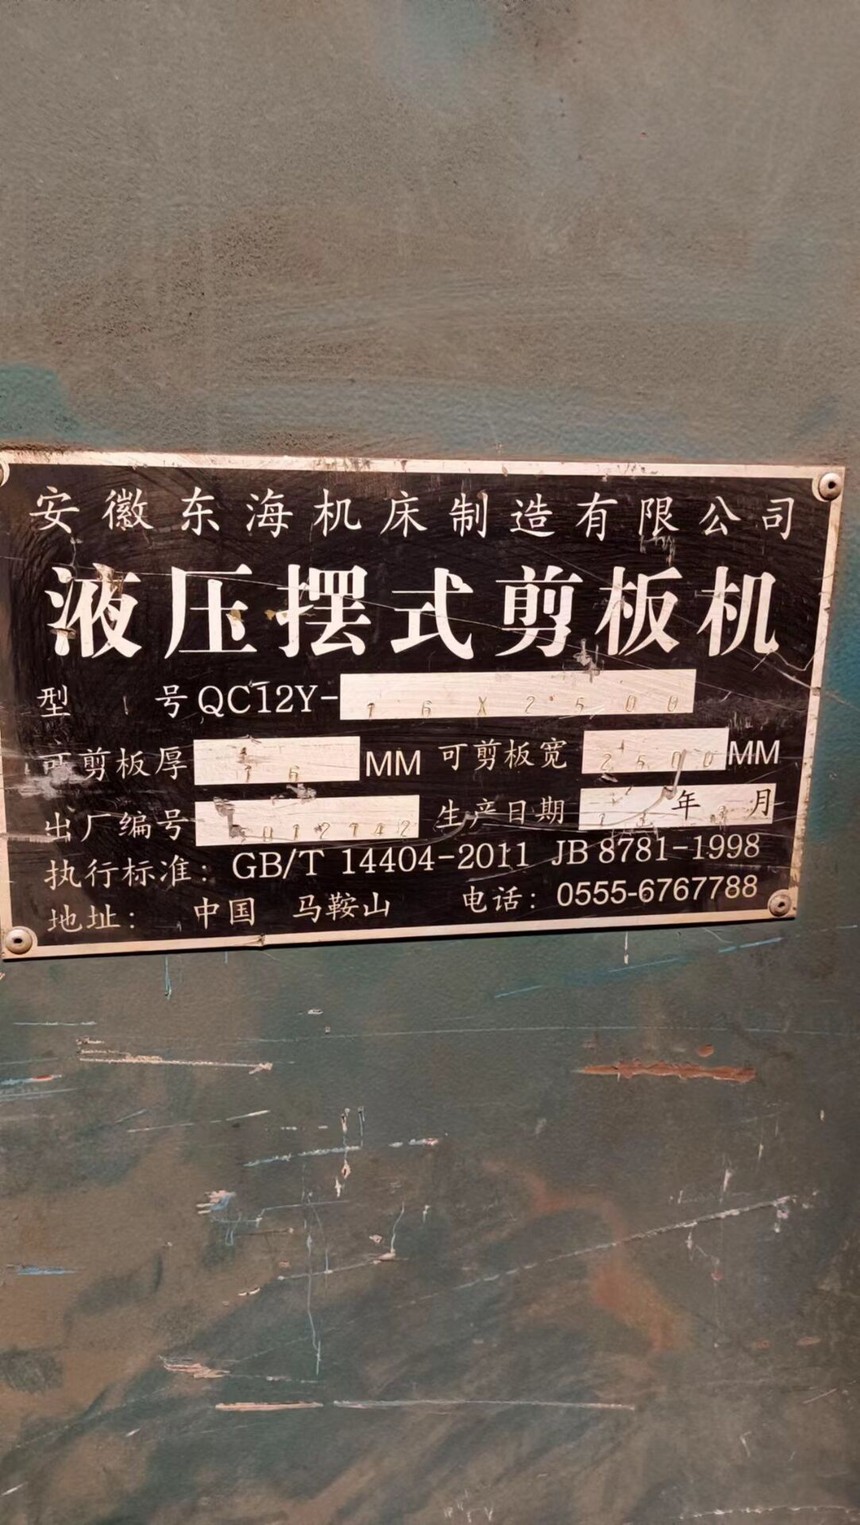 安徽东海机床制造有限公司
液压摆式剪板机
型 号QC12Y-16X2500
可剪板厚 16 MM 可剪板宽 2500 MM
出厂编号 生产日期 年 月
执行标准：GB/T 14404-2011 JB 8781-1998
地址： 中国 马鞍山 电话：0555-6767788